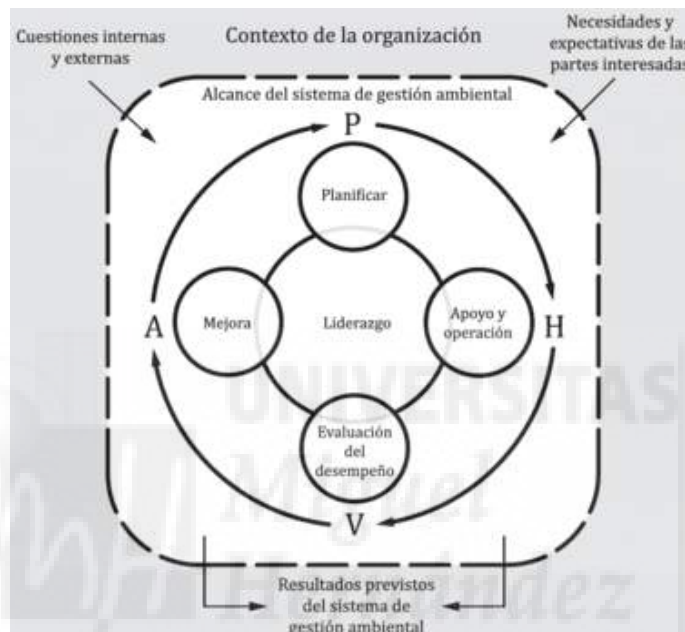 Cuestiones internas
y externas
Contexto de la organización
Necesidades y
expectativas de las
partes interesadas
Alcance del sistema de gestión ambiental
P
Planificar
A
Mejora
Liderazgo
Apoyo y
operación
H
Evaluación
del
desempeño
V
UNIVERSITAS
Miguel
Hernández
Resultados previstos
del sistema de
gestión ambiental